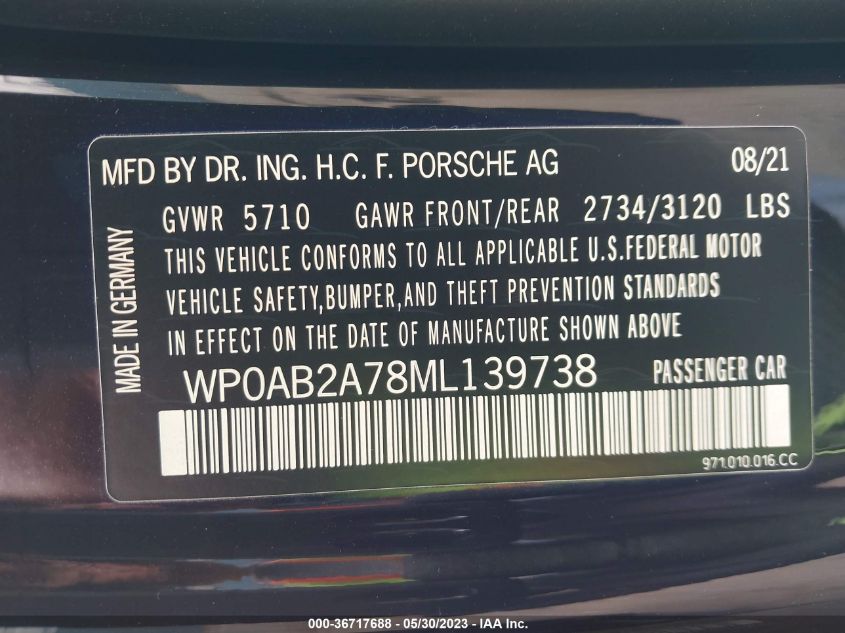 MFD BY DR. ING. H.C. F. PORSCHE AG 08/21
GVWR 5710 GAWR FRONT/REAR 2734/3120 LBS
THIS VEHICLE CONFORMS TO ALL APPLICABLE U.S.FEDERAL MOTOR
VEHICLE SAFETY,BUMPER,AND THEFT PREVENTION STANDARDS
IN EFFECT ON THE DATE OF MANUFACTURE SHOWN ABOVE
MADE IN GERMANY
WP0AB2A78ML139738 PASSENGER CAR
971.010.016.CC
000-36717688 - 05/30/2023 - IAA Inc.